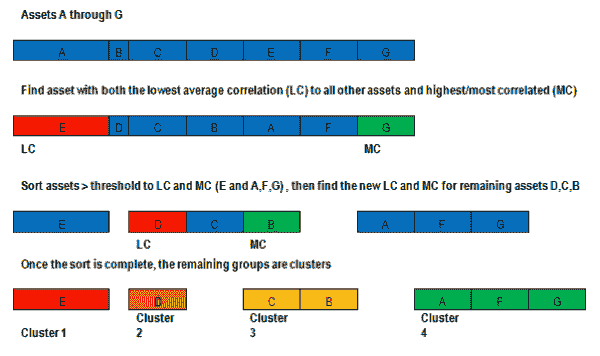 Assets A through G
A B C D E F G
Find asset with both the lowest average correlation (LC) to all other assets and highest/most correlated (MC)
E D C B A F G
LC MC
Sort assets > threshold to LC and MC (E and A,F,G) , then find the new LC and MC for remaining assets D,C,B
E D C B A F G
LC MC
Once the sort is complete, the remaining groups are clusters
E D C B A F G
Cluster 1 Cluster 2 Cluster 3 Cluster 4